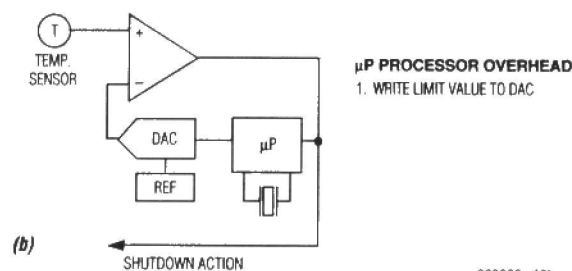 T
+
TEMP.
SENSOR
−
µP PROCESSOR OVERHEAD
1. WRITE LIMIT VALUE TO DAC
DAC
µP
REF
(b)
SHUTDOWN ACTION